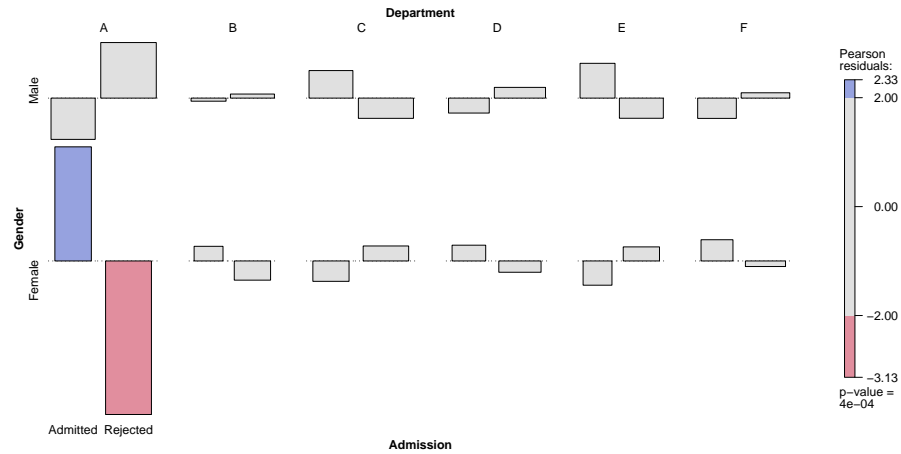 Department
A B C D E F
Male
Female
Gender
Admitted Rejected
Admission
Pearson
residuals:
2.33
2.00
0.00
−2.00
−3.13
p−value =
4e−04